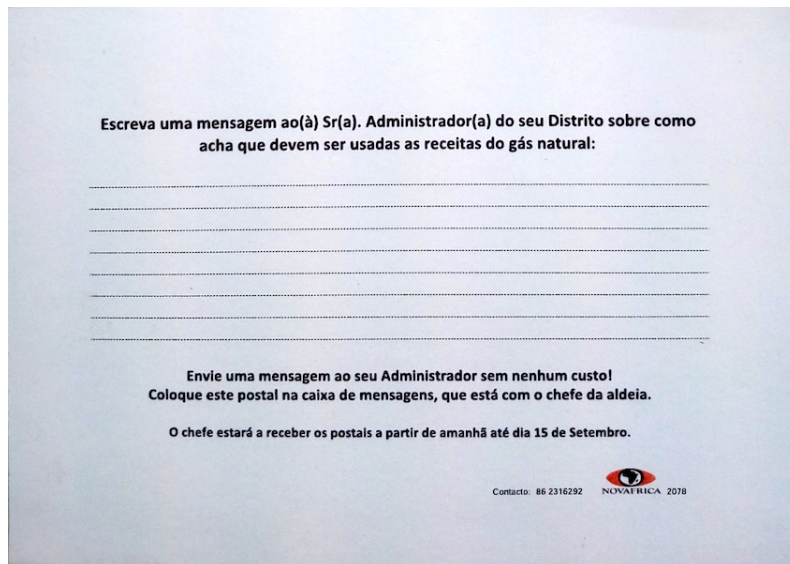 Escreva uma mensagem ao(à) Sr(a). Administrador(a) do seu Distrito sobre como
acha que devem ser usadas as receitas do gás natural:
Envie uma mensagem ao seu Administrador sem nenhum custo!
Coloque este postal na caixa de mensagens, que está com o chefe da aldeia.
O chefe estará a receber os postais a partir de amanhã até dia 15 de Setembro.
Contacto: 86 2316292 NOVAFRICA 2078